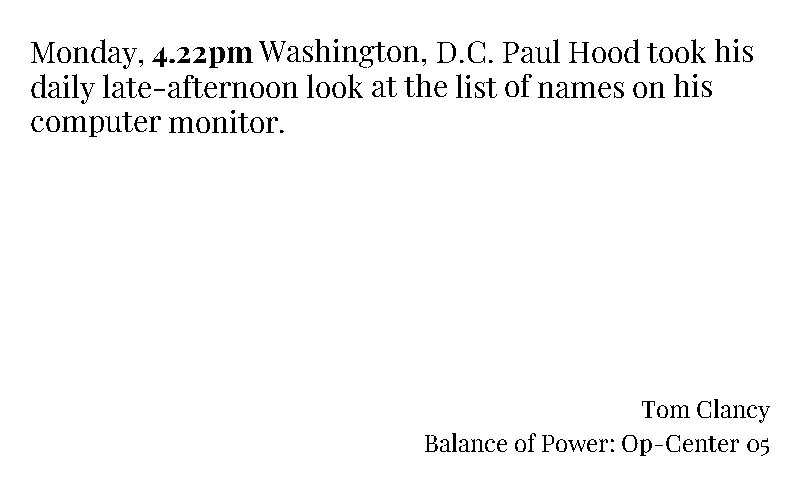 Monday, 4.22pm Washington, D.C. Paul Hood took his
daily late-afternoon look at the list of names on his
computer monitor.
Tom Clancy
Balance of Power: Op-Center 05